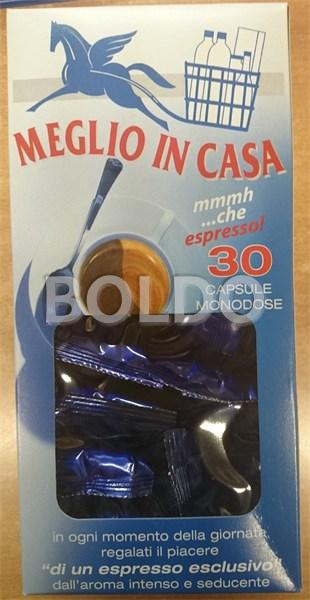 MEGLIO IN CASA
mmmh
...che
espresso!
30
CAPSULE
MONODOSE
BOLDO
in ogni momento della giornata
regalati il piacere
"di un espresso esclusivo"
dall'aroma intenso e seducente